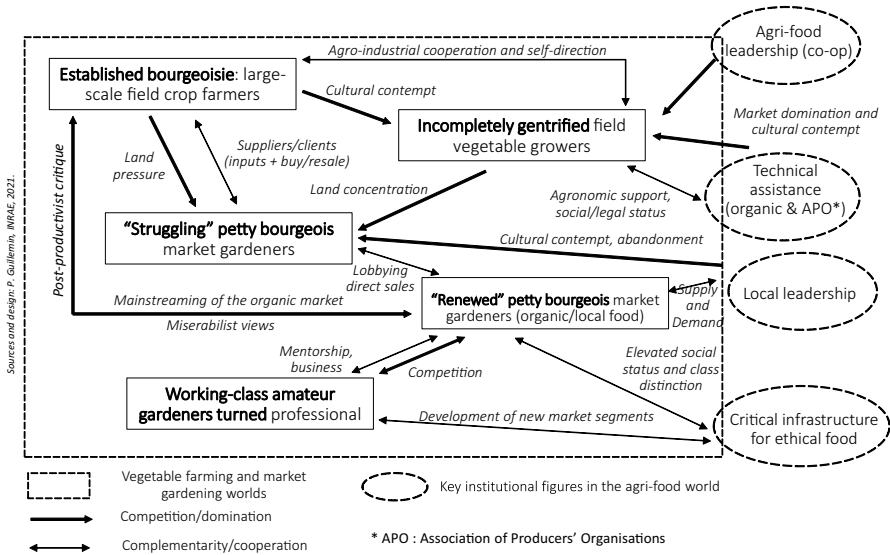 Agro-industrial cooperation and self-direction
Agri-food
leadership (co-op)
Established bourgeoisie: large-
scale field crop farmers
Cultural contempt
Incompletely gentrified field
vegetable growers
Market domination and
cultural contempt
Land
pressure
Suppliers/clients
(inputs + buy/resale)
Land concentration
Agronomic support,
social/legal status
Technical
assistance
(organic & APO*)
Post-productivist critique
"Struggling" petty bourgeois
market gardeners
Cultural contempt, abandonment
Lobbying
direct sales
Mainstreaming of the organic market
Miserabilist views
"Renewed" petty bourgeois market
gardeners (organic/local food)
Supply
and
Demand
Local leadership
Mentorship,
business
Competition
Elevated social
status and class
distinction
Working-class amateur
gardeners turned professional
Development of new market segments
Critical infrastructure
for ethical food
Sources and design: P. Guillemin, INRAE, 2021.
Vegetable farming and market
gardening worlds
Key institutional figures in the agri-food world
Competition/domination
Complementarity/cooperation
* APO : Association of Producers' Organisations